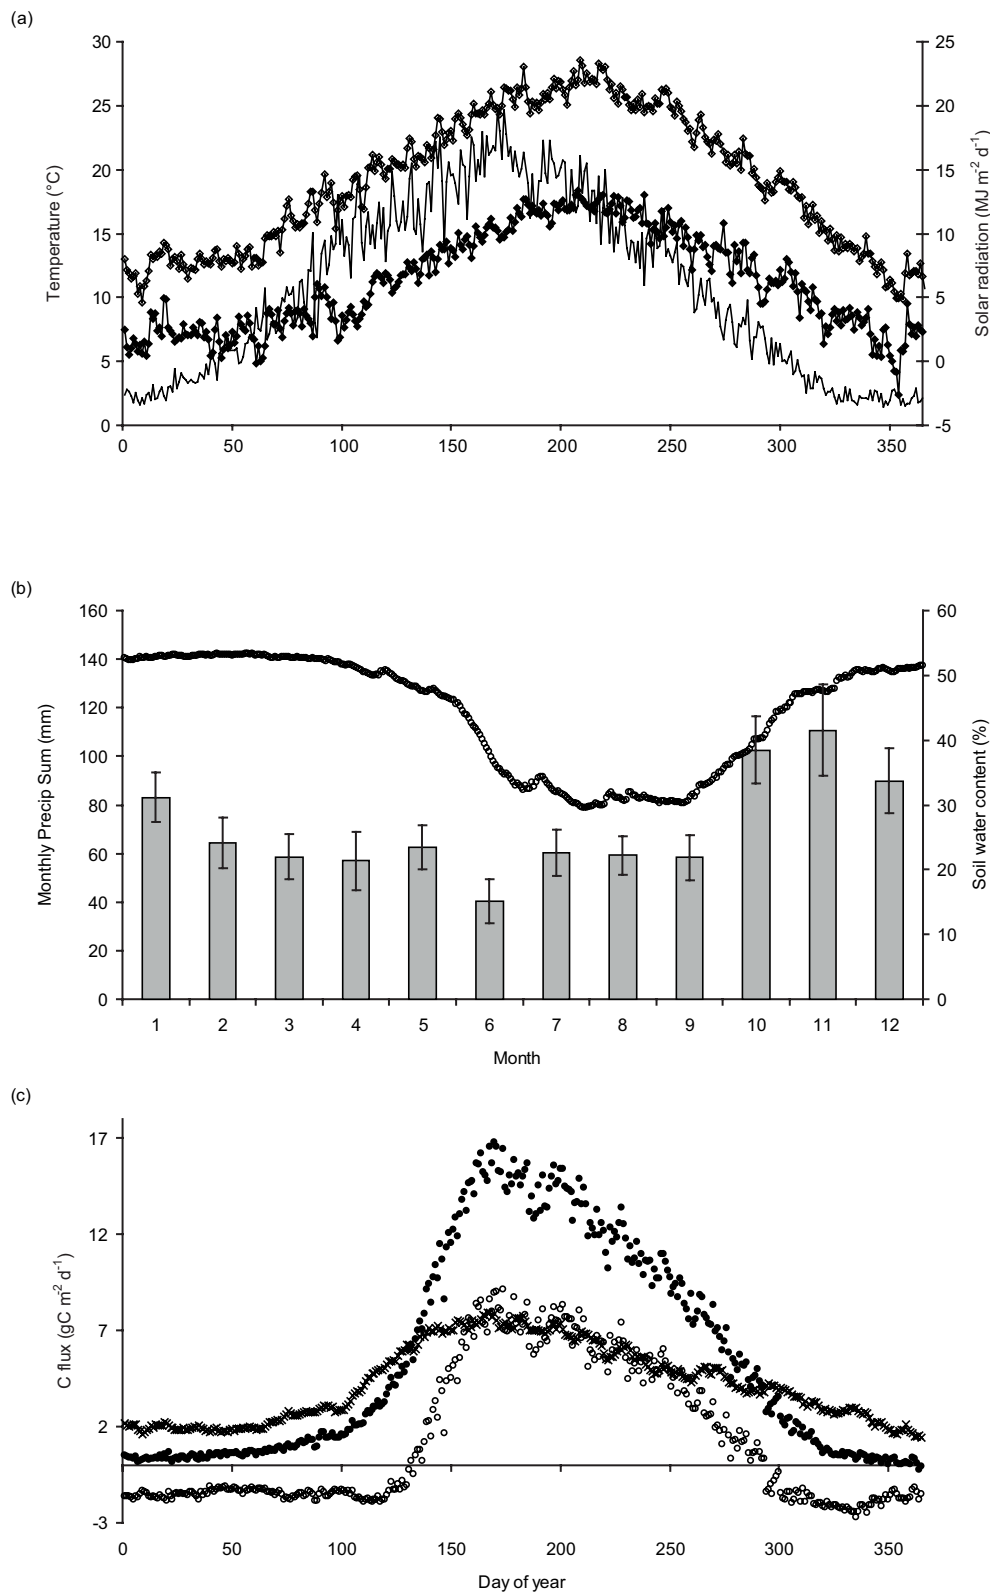 (a)
30
25
20
15
10
5
0
Temperature (°C)
25
20
15
10
5
0
-5
Solar radiation (MJ m⁻² d⁻¹)
0 50 100 150 200 250 300 350
(b)
160
140
120
100
80
60
40
20
0
Monthly Precip Sum (mm)
60
50
40
30
20
10
0
Soil water content (%)
1 2 3 4 5 6 7 8 9 10 11 12
Month
(c)
17
12
7
2
-3
C flux (gC m⁻² d⁻¹)
0 50 100 150 200 250 300 350
Day of year